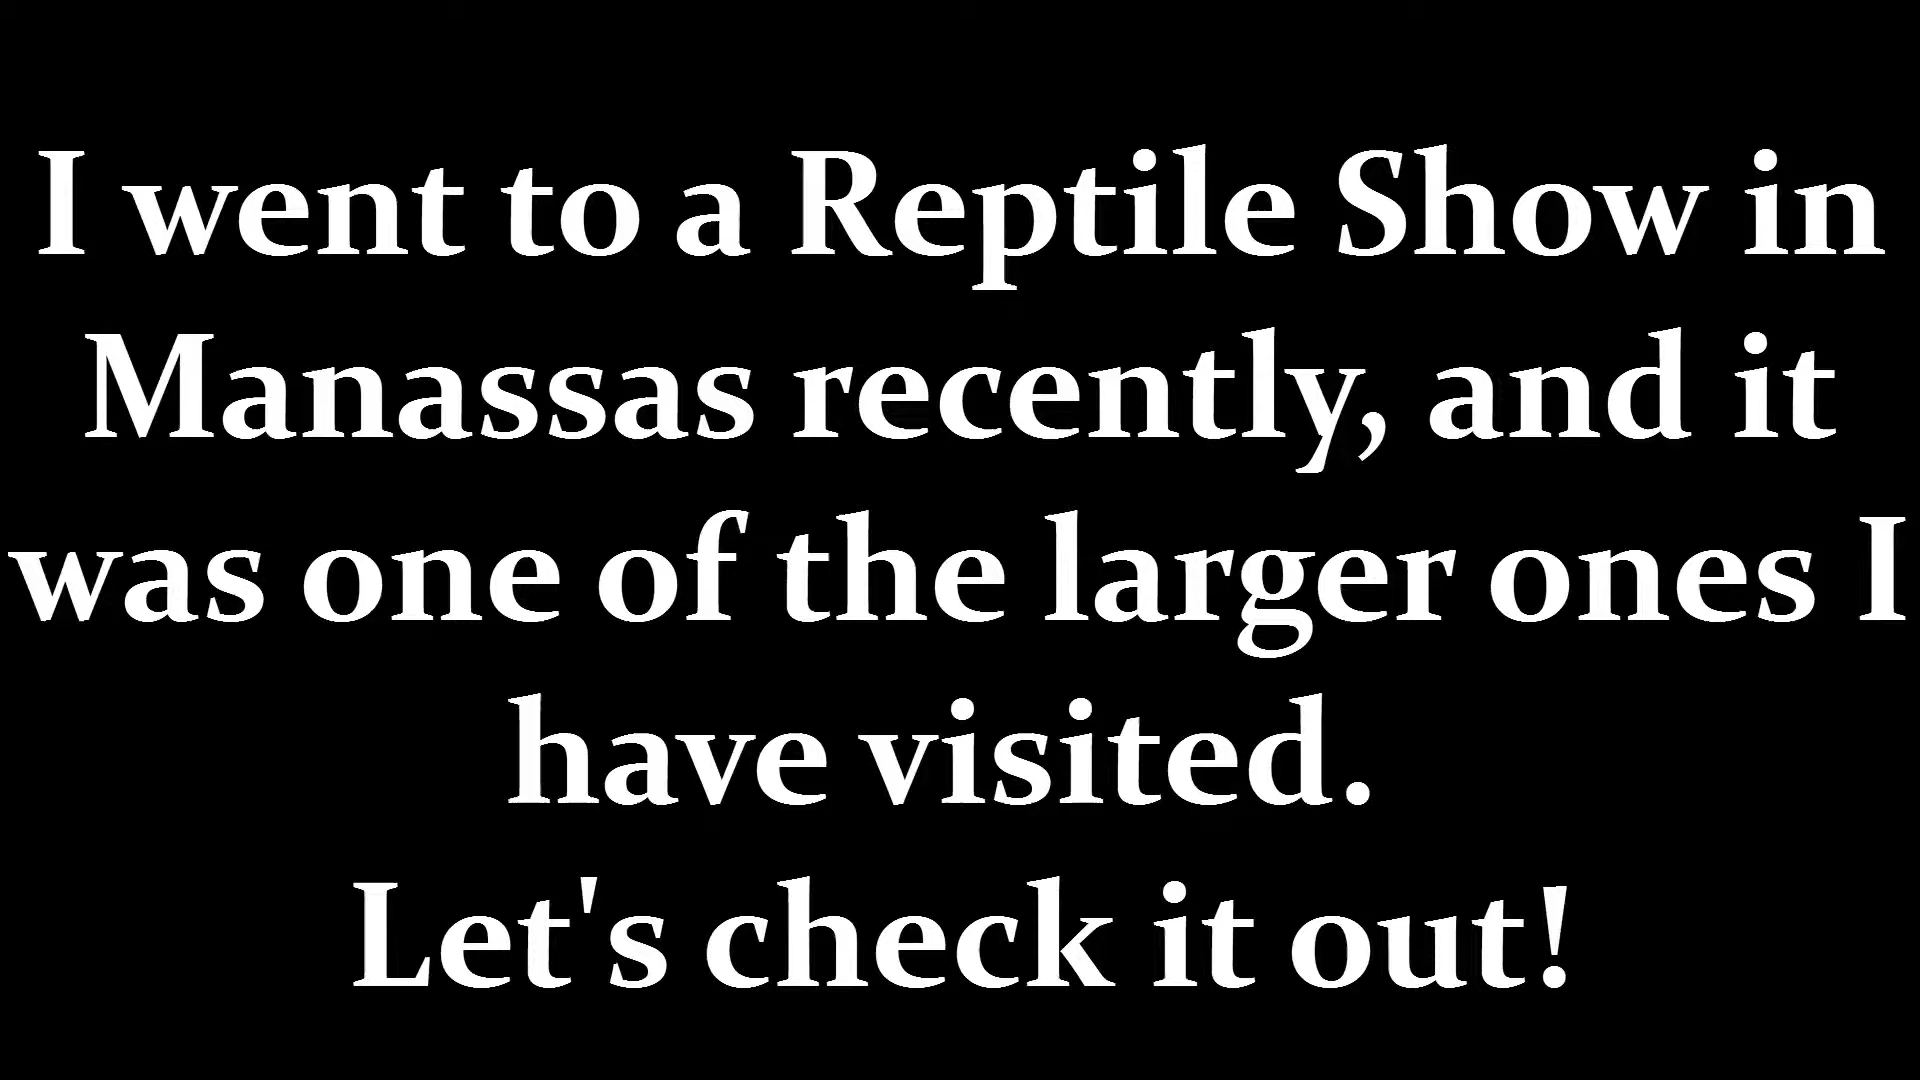 I went to a Reptile Show in
Manassas recently, and it
was one of the larger ones I
have visited.
Let's check it out!